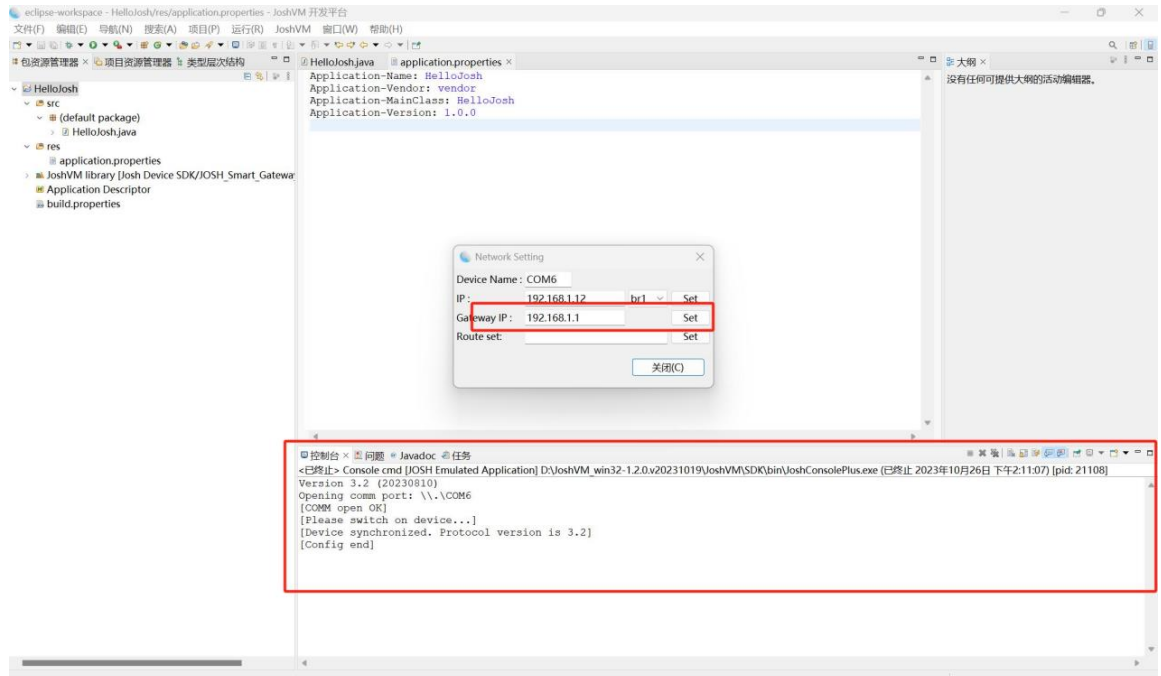 eclipse-workspace - HelloJosh/res/application.properties - JoshVM 开发平台
文件(F) 编辑(E) 导航(N) 搜索(A) 项目(P) 运行(R) JoshVM 窗口(W) 帮助(H)
包资源管理器 项目资源管理器 类型层次结构
HelloJosh
src
(default package)
HelloJosh.java
res
application.properties
JoshVM library [Josh Device SDK/JOSH_Smart_Gatewa
Application Descriptor
build.properties
HelloJosh.java application.properties
Application-Name: HelloJosh
Application-Vendor: vendor
Application-MainClass: HelloJosh
Application-Version: 1.0.0
大纲
没有任何可提供大纲的活动编辑器。
Network Setting
Device Name : COM6
IP : 192.168.1.12 br1 Set
Gateway IP : 192.168.1.1 Set
Route set: Set
关闭(C)
控制台 问题 Javadoc 任务
<已终止> Console cmd [JOSH Emulated Application] D:\JoshVM_win32-1.2.0.v20231019\JoshVM\SDK\bin\JoshConsolePlus.exe (已终止 2023年10月26日 下午2:11:07) [pid: 21108]
Version 3.2 (20230810)
Opening comm port: \\.\COM6
[COMM open OK]
[Please switch on device...]
[Device synchronized. Protocol version is 3.2]
[Config end]